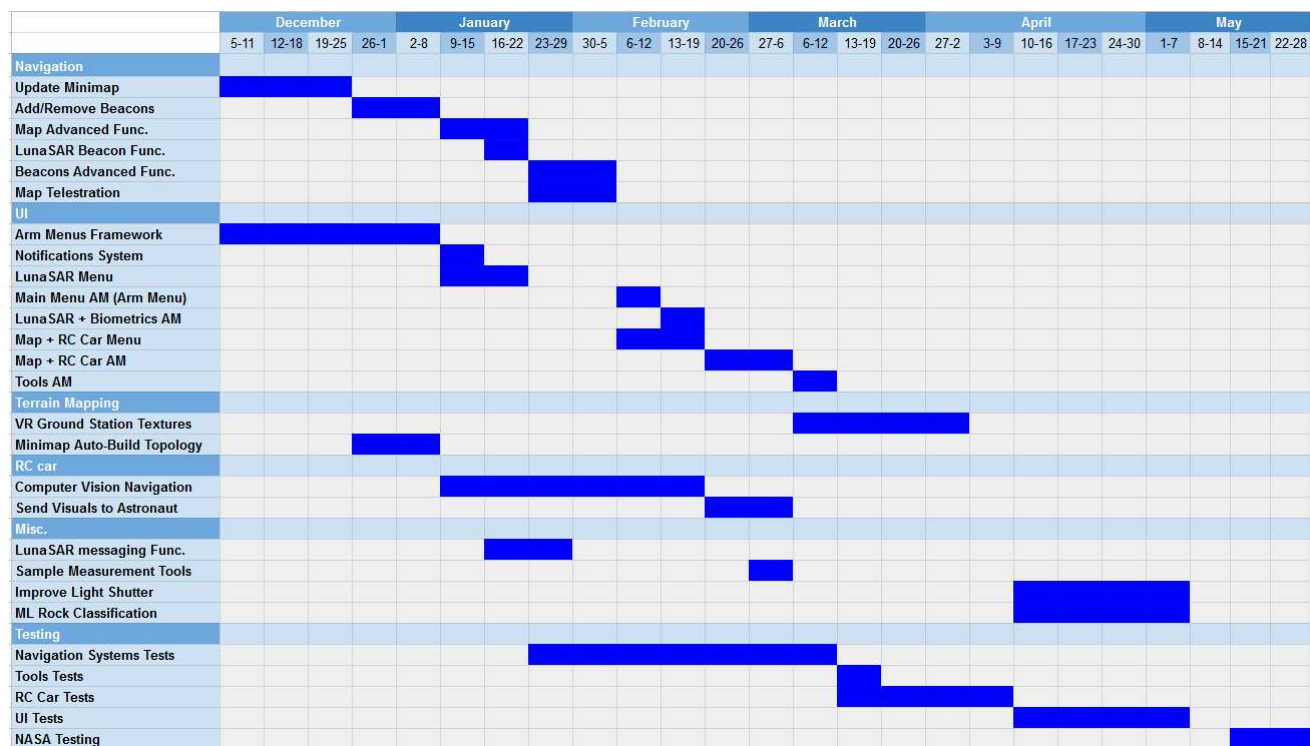 December January February March April May
5-11 12-18 19-25 26-1 2-8 9-15 16-22 23-29 30-5 6-12 13-19 20-26 27-6 6-12 13-19 20-26 27-2 3-9 10-16 17-23 24-30 1-7 8-14 15-21 22-28
Navigation
Update Minimap
Add/Remove Beacons
Map Advanced Func.
LunaSAR Beacon Func.
Beacons Advanced Func.
Map Telestration
UI
Arm Menus Framework
Notifications System
LunaSAR Menu
Main Menu AM (Arm Menu)
LunaSAR + Biometrics AM
Map + RC Car Menu
Map + RC Car AM
Tools AM
Terrain Mapping
VR Ground Station Textures
Minimap Auto-Build Topology
RC car
Computer Vision Navigation
Send Visuals to Astronaut
Misc.
LunaSAR messaging Func.
Sample Measurement Tools
Improve Light Shutter
ML Rock Classification
Testing
Navigation Systems Tests
Tools Tests
RC Car Tests
UI Tests
NASA Testing